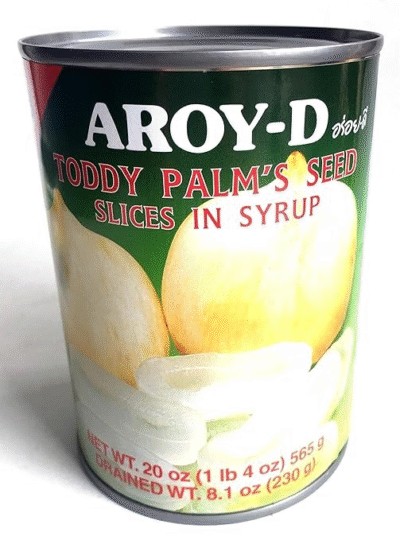 AROY-D อร่อย-ดี
TODDY PALM'S SEED
SLICES IN SYRUP
NET WT. 20 oz (1 lb 4 oz) 565 g
DRAINED WT. 8.1 oz (230 g)